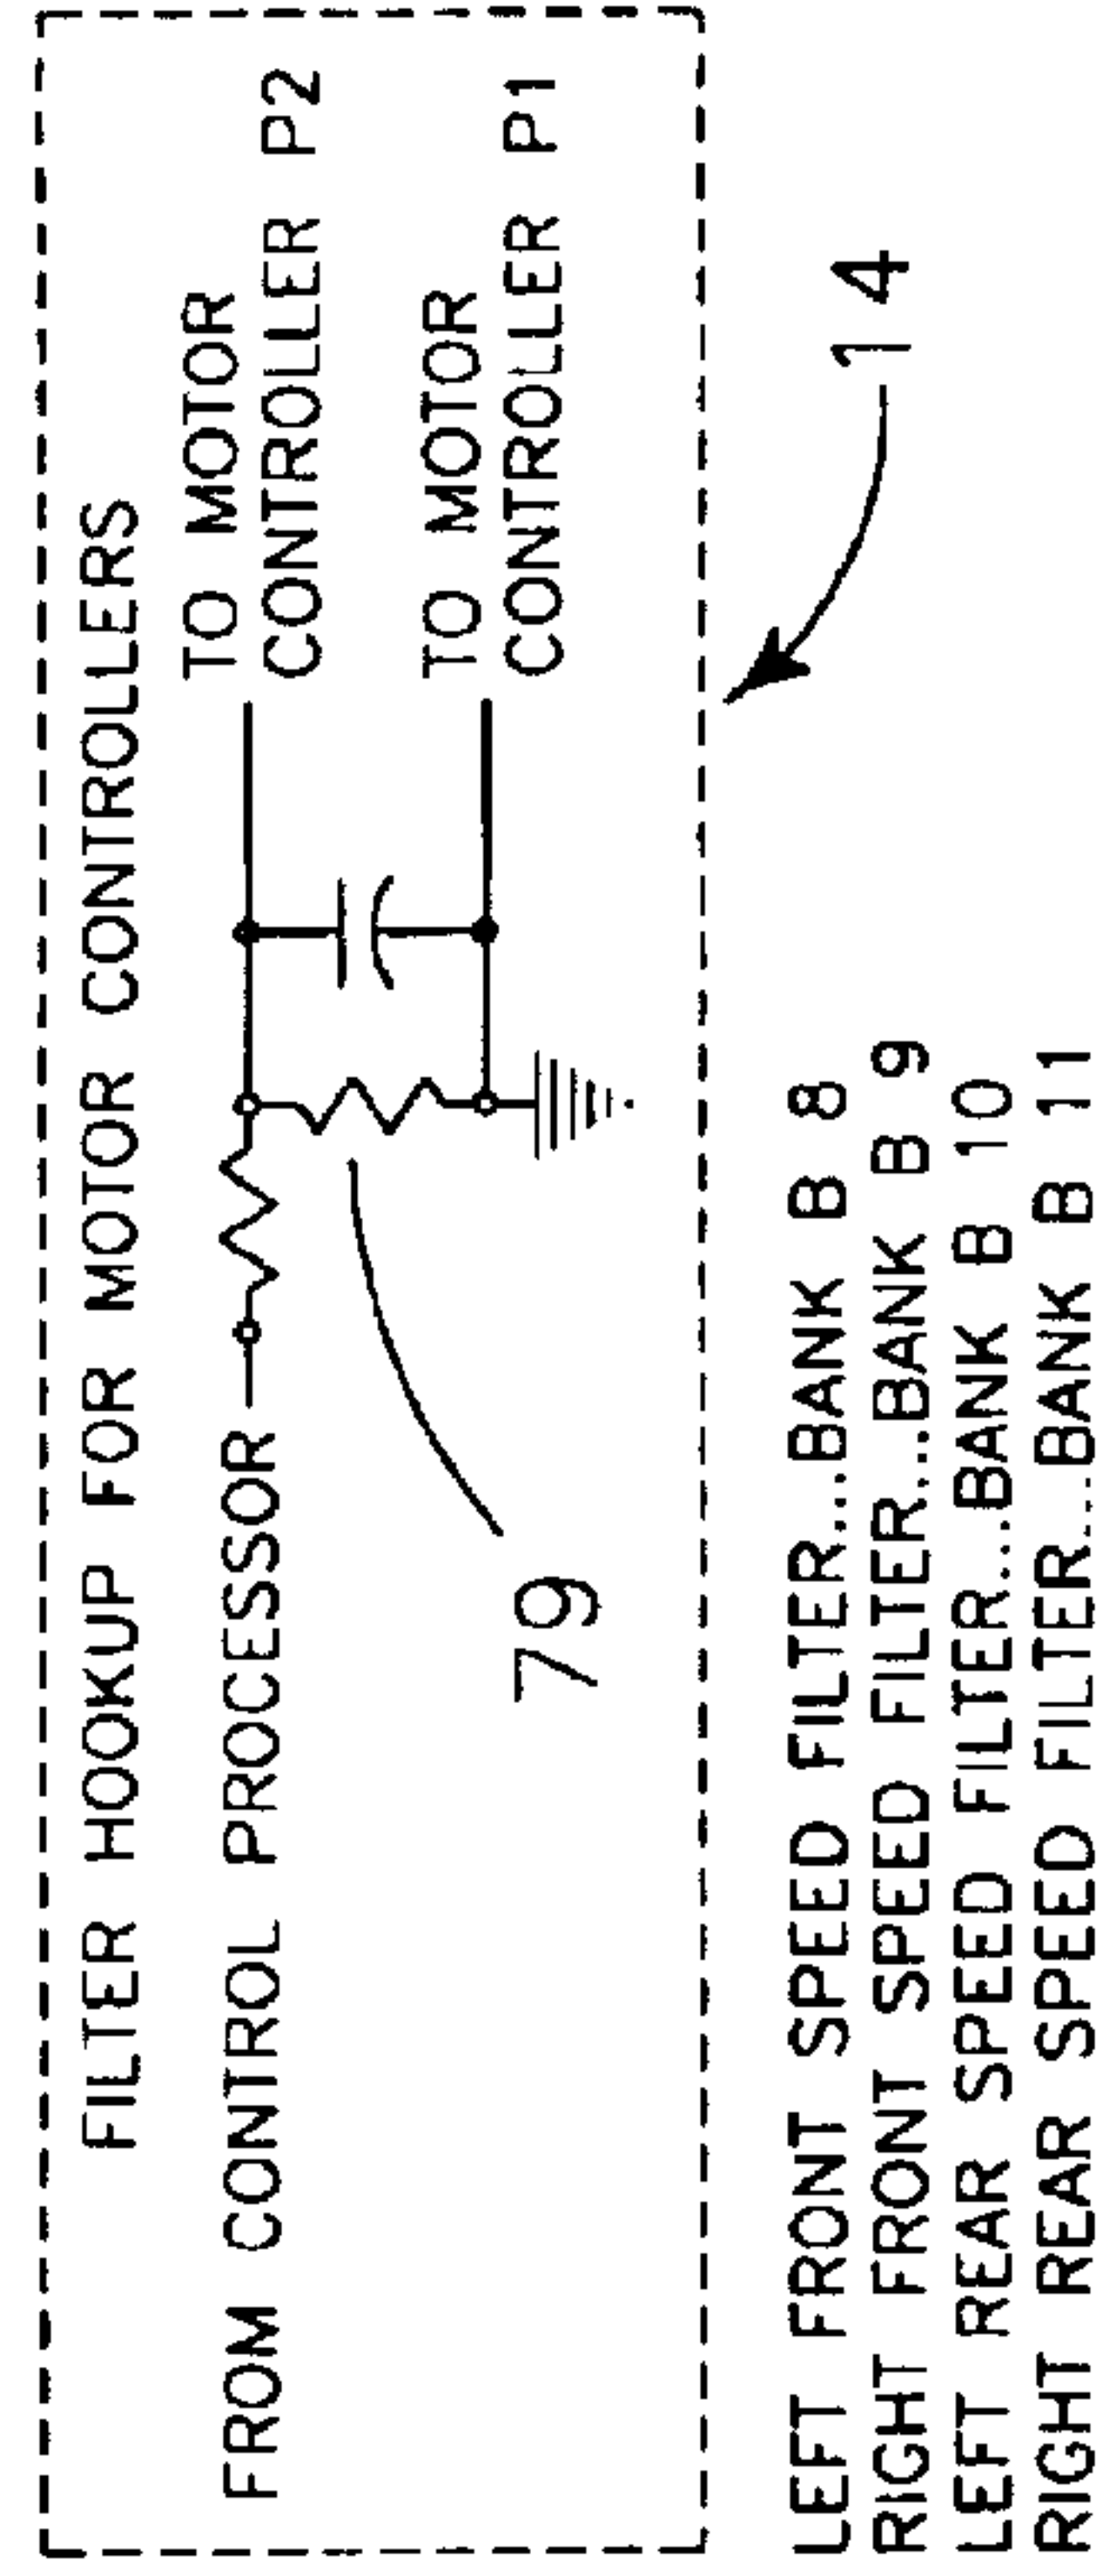 FILTER HOOKUP FOR MOTOR CONTROLLERS
FROM CONTROL PROCESSOR
TO MOTOR
CONTROLLER P2
TO MOTOR
CONTROLLER P1
79
14
LEFT FRONT SPEED FILTER...BANK B 8
RIGHT FRONT SPEED FILTER...BANK B 9
LEFT REAR SPEED FILTER...BANK B 10
RIGHT REAR SPEED FILTER...BANK B 11